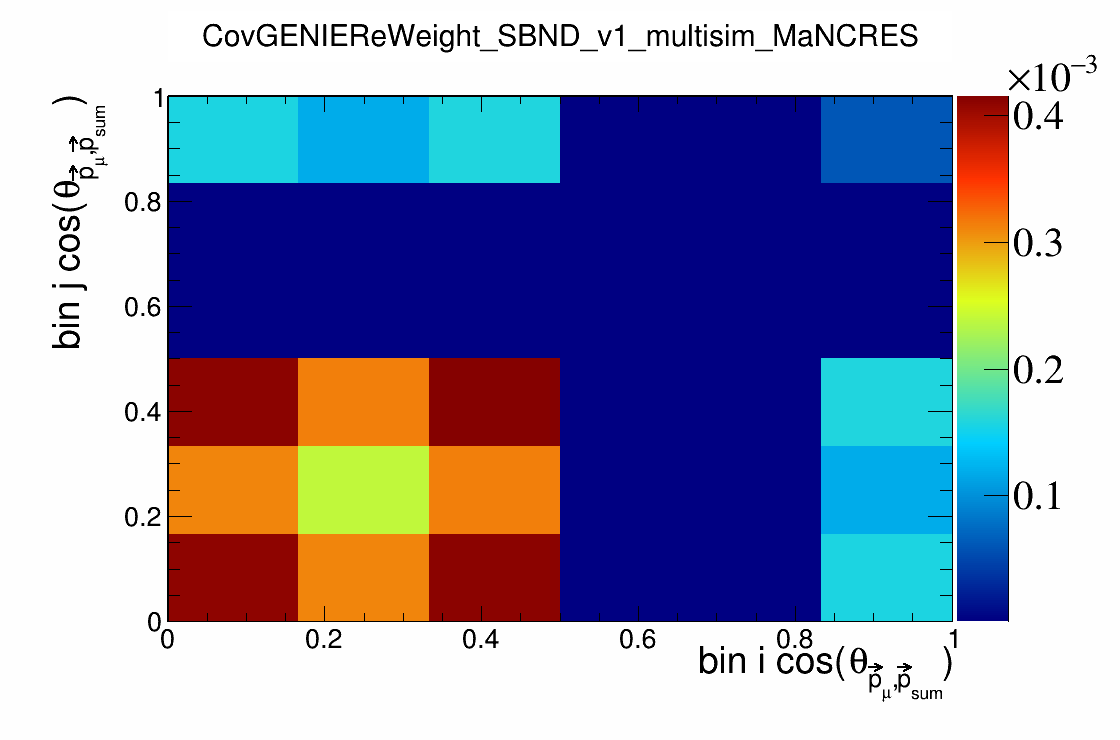 CovGENIEReWeight_SBND_v1_multisim_MaNCRES
×10⁻³
bin j cos(θ p⃗μ,p⃗sum)
1
0.8
0.6
0.4
0.2
0
0 0.2 0.4 0.6 0.8 1
0.4
0.3
0.2
0.1
bin i cos(θ p⃗μ,p⃗sum)